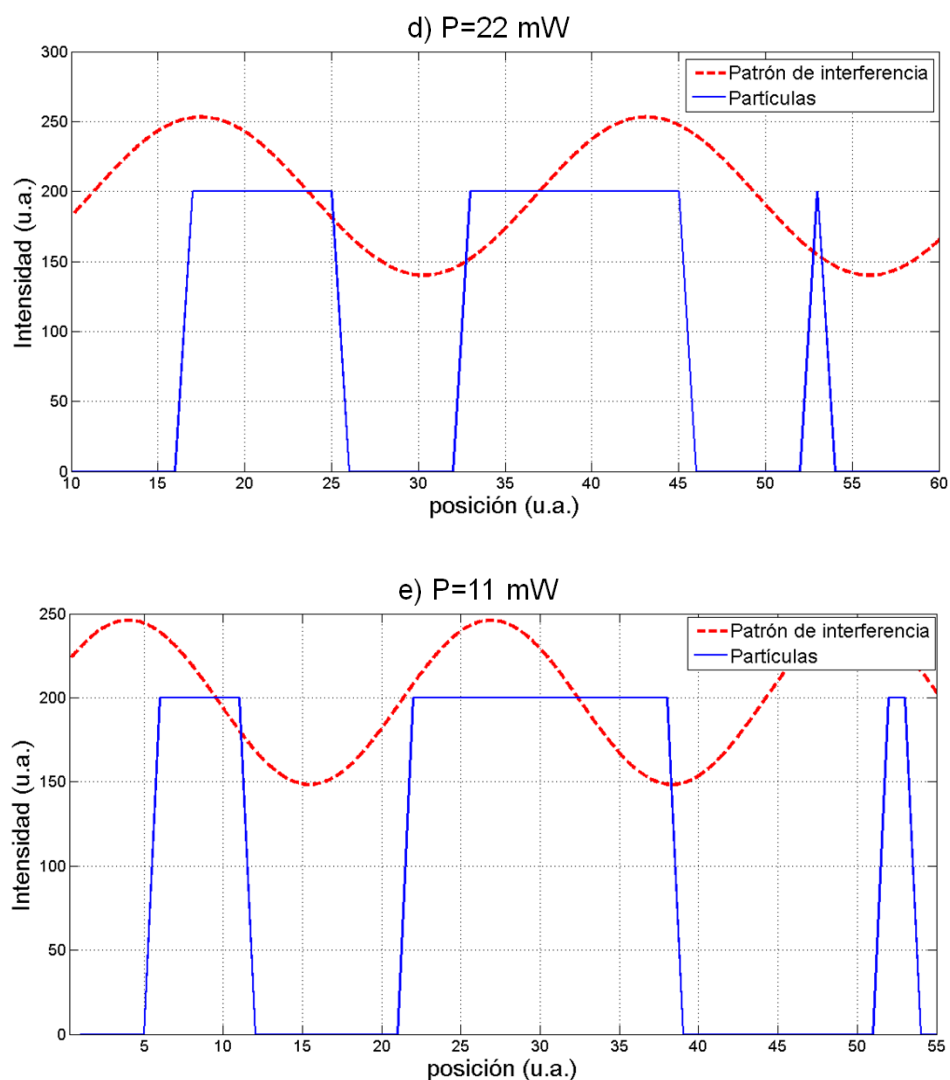 d) P=22 mW
300
250
200
150
100
50
0
Intensidad (u.a.)
Patrón de interferencia
Partículas
10 15 20 25 30 35 40 45 50 55 60
posición (u.a.)
e) P=11 mW
250
200
150
100
50
0
Intensidad (u.a.)
Patrón de interferencia
Partículas
5 10 15 20 25 30 35 40 45 50 55
posición (u.a.)